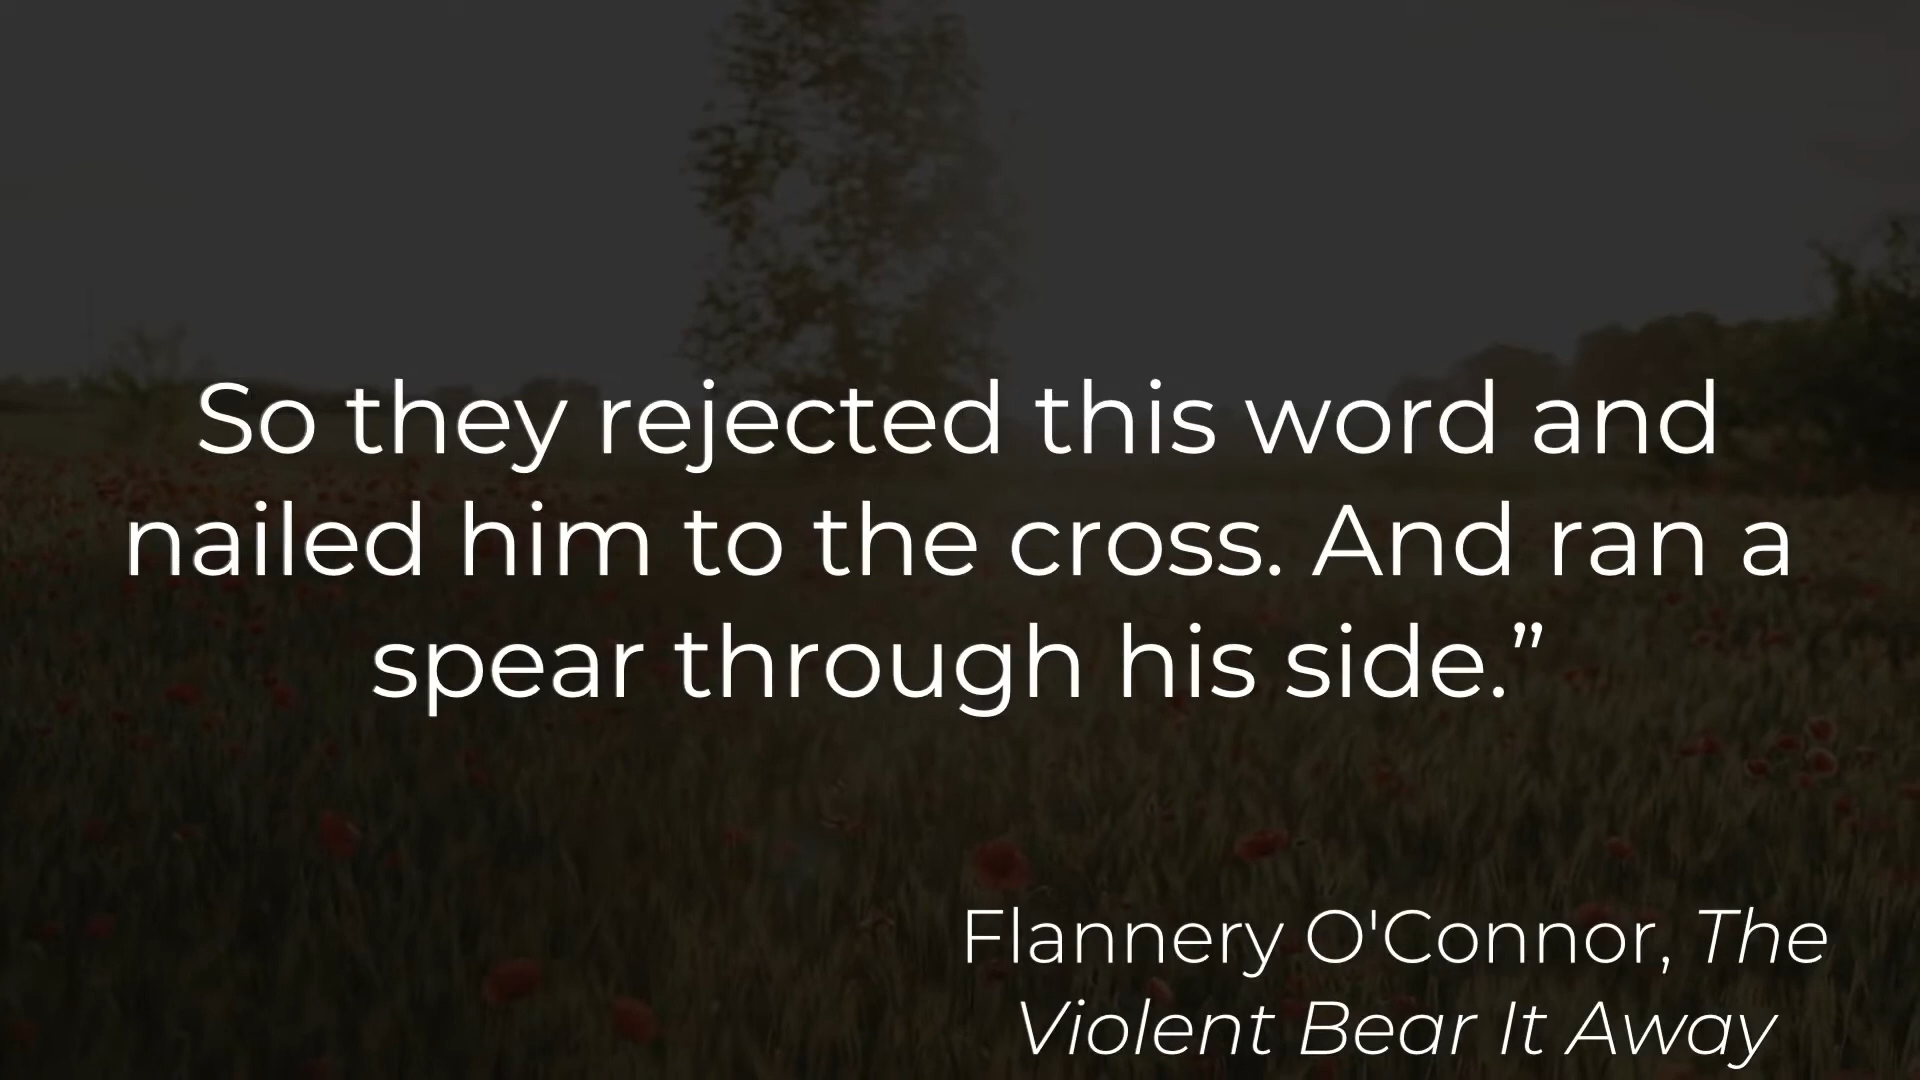 So they rejected this word and
nailed him to the cross. And ran a
spear through his side.”
Flannery O'Connor, The
Violent Bear It Away